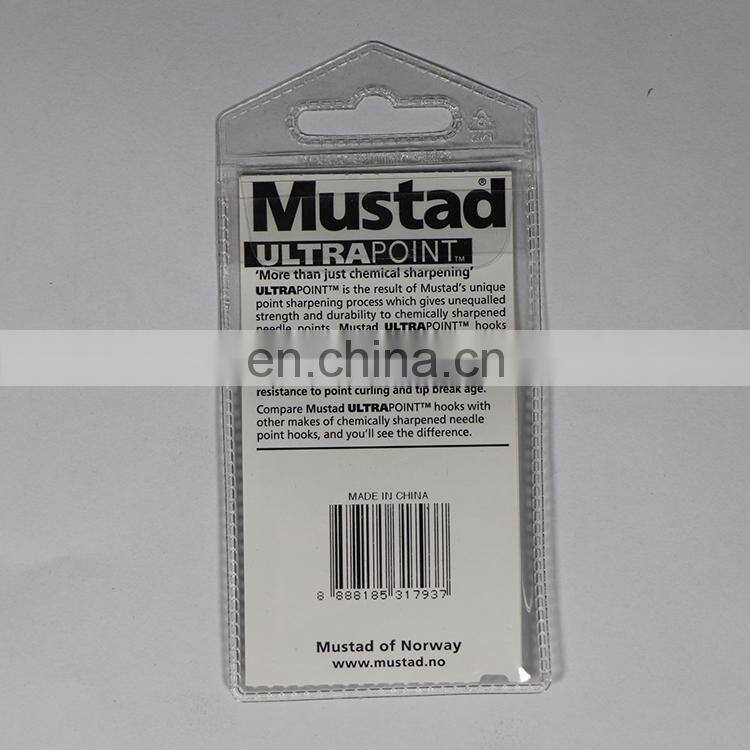 Mustad®
ULTRAPOINT™
'More than just chemical sharpening'
ULTRAPOINT™ is the result of Mustad's unique
point sharpening process which gives unequalled
strength and durability to chemically sharpened
needle points. Mustad ULTRAPOINT™ hooks
en.china.cn
resistance to point curling and tip break age.
Compare Mustad ULTRAPOINT™ hooks with
other makes of chemically sharpened needle
point hooks, and you'll see the difference.
MADE IN CHINA
8 888185 317937
Mustad of Norway
www.mustad.no